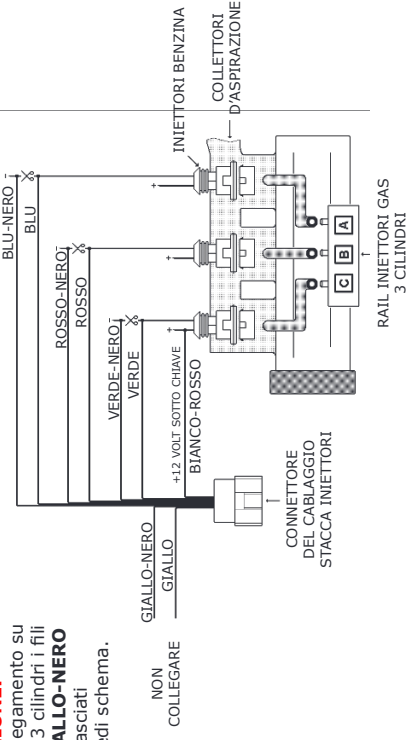 egamento su
3 cilindri i fili
ALLO-NERO
asciati
edi schema.
BLU-NERO -
BLU
ROSSO-NERO -
ROSSO
VERDE-NERO -
VERDE
+12 VOLT SOTTO CHIAVE
BIANCO-ROSSO
+
+
+
GIALLO-NERO
GIALLO
NON
COLLEGARE
CONNETTORE
DEL CABLAGGIO
STACCA INIETTORI
INIETTORI BENZINA
COLLETTORI
D'ASPIRAZIONE
C
B
A
RAIL INIETTORI GAS
3 CILINDRI